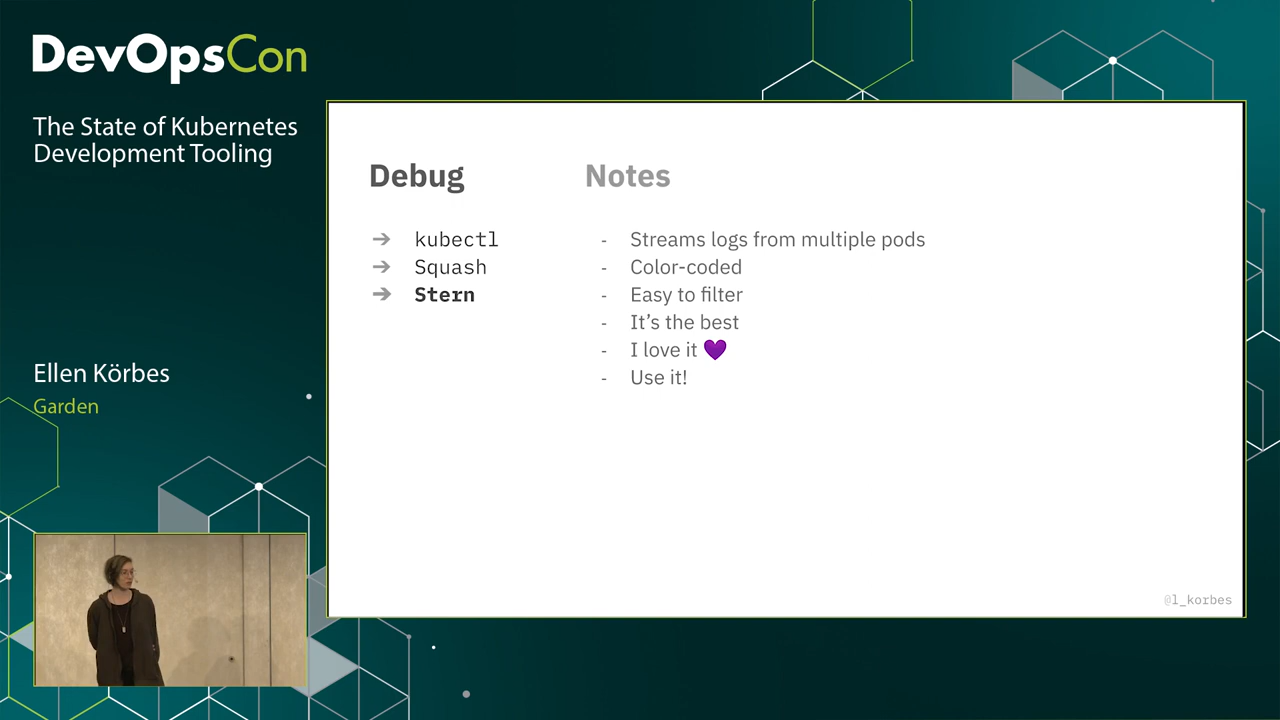 DevOpsCon
The State of Kubernetes
Development Tooling
Ellen Körbes
Garden
Debug
→ kubectl
→ Squash
→ Stern
Notes
- Streams logs from multiple pods
- Color-coded
- Easy to filter
- It's the best
- I love it 💜
- Use it!
@l_korbes